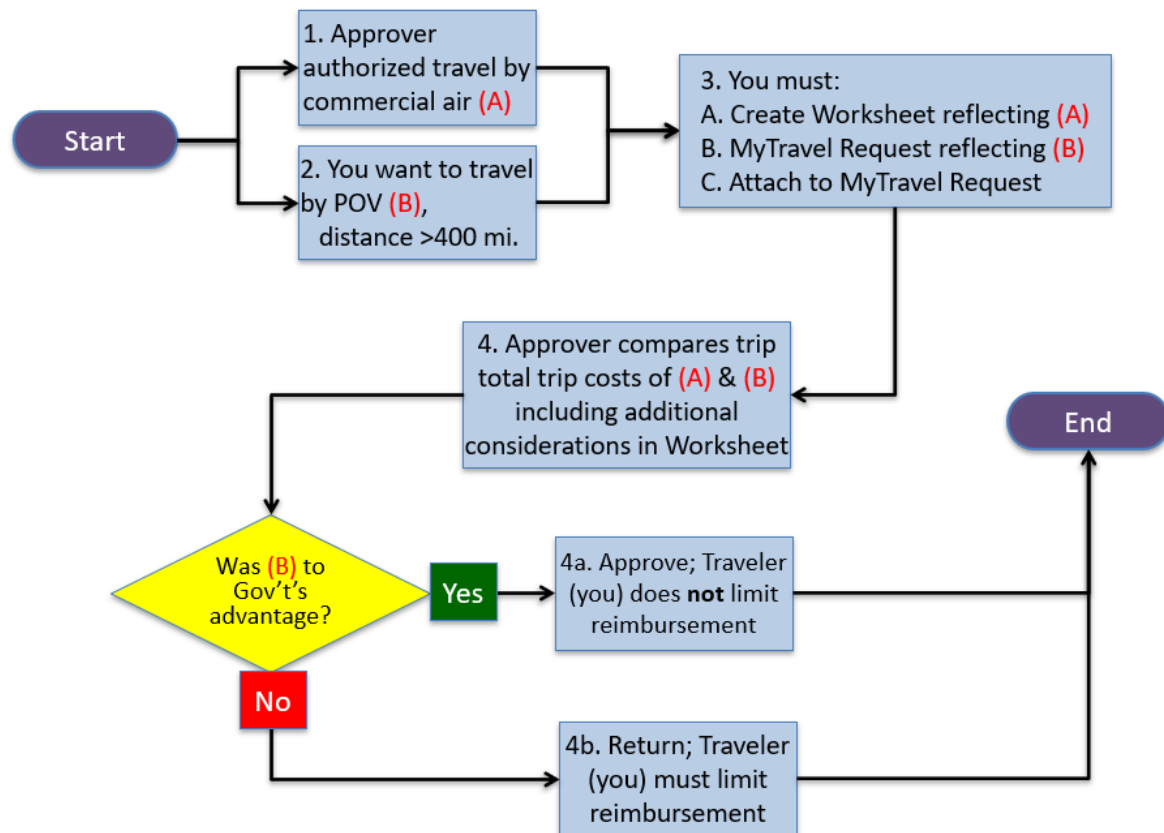 Start
1. Approver
authorized travel by
commercial air (A)
2. You want to travel
by POV (B),
distance >400 mi.
3. You must:
A. Create Worksheet reflecting (A)
B. MyTravel Request reflecting (B)
C. Attach to MyTravel Request
4. Approver compares trip
total trip costs of (A) & (B)
including additional
considerations in Worksheet
End
Was (B) to
Gov't's
advantage?
Yes
4a. Approve; Traveler
(you) does not limit
reimbursement
No
4b. Return; Traveler
(you) must limit
reimbursement